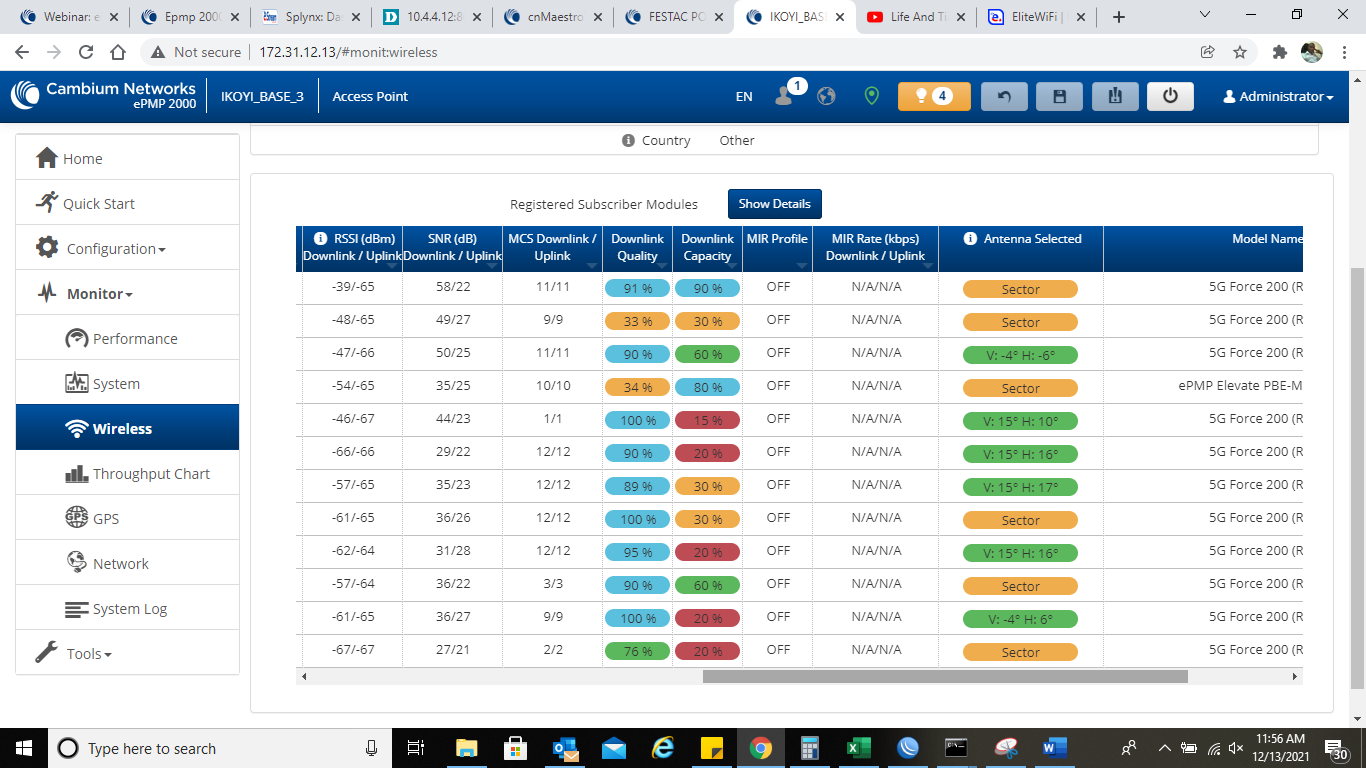 Webinar: e
Epmp 2000
Splynx: Da
10.4.4.12:8
cnMaestro
FESTAC PO
IKOYI_BASE
Life And Ti
EliteWiFi |
Not secure | 172.31.12.13/#monit:wireless
Cambium Networks
ePMP 2000
IKOYI_BASE_3
Access Point
EN
1
4
Administrator
Home
Quick Start
Configuration
Monitor
Performance
System
Wireless
Throughput Chart
GPS
Network
System Log
Tools
Country Other
Registered Subscriber Modules Show Details
RSSI (dBm) Downlink / Uplink SNR (dB) Downlink / Uplink MCS Downlink / Uplink Downlink Quality Downlink Capacity MIR Profile MIR Rate (kbps) Downlink / Uplink Antenna Selected Model Name
-39/-65 58/22 11/11 91 % 90 % OFF N/A/N/A Sector 5G Force 200 (R
-48/-65 49/27 9/9 33 % 30 % OFF N/A/N/A Sector 5G Force 200 (R
-47/-66 50/25 11/11 90 % 60 % OFF N/A/N/A V: -4° H: -6° 5G Force 200 (R
-54/-65 35/25 10/10 34 % 80 % OFF N/A/N/A Sector ePMP Elevate PBE-M
-46/-67 44/23 1/1 100 % 15 % OFF N/A/N/A V: 15° H: 10° 5G Force 200 (R
-66/-66 29/22 12/12 90 % 20 % OFF N/A/N/A V: 15° H: 16° 5G Force 200 (R
-57/-65 35/23 12/12 89 % 30 % OFF N/A/N/A V: 15° H: 17° 5G Force 200 (R
-61/-65 36/26 12/12 100 % 30 % OFF N/A/N/A Sector 5G Force 200 (R
-62/-64 31/28 12/12 95 % 20 % OFF N/A/N/A V: 15° H: 16° 5G Force 200 (R
-57/-64 36/22 3/3 90 % 60 % OFF N/A/N/A Sector 5G Force 200 (R
-61/-65 36/27 9/9 100 % 20 % OFF N/A/N/A V: -4° H: 6° 5G Force 200 (R
-67/-67 27/21 2/2 76 % 20 % OFF N/A/N/A Sector 5G Force 200 (R
Type here to search
11:56 AM
12/13/2021
30